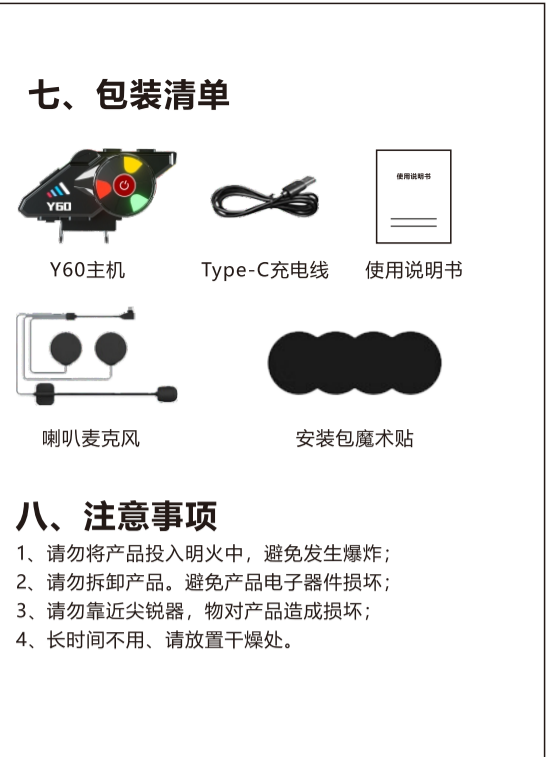 七、包装清单
Y60
使用说明书
Y60主机
Type-C充电线
使用说明书
喇叭麦克风
安装包魔术贴
八、注意事项
1、请勿将产品投入明火中，避免发生爆炸；
2、请勿拆卸产品。避免产品电子器件损坏；
3、请勿靠近尖锐器，物对产品造成损坏；
4、长时间不用、请放置干燥处。